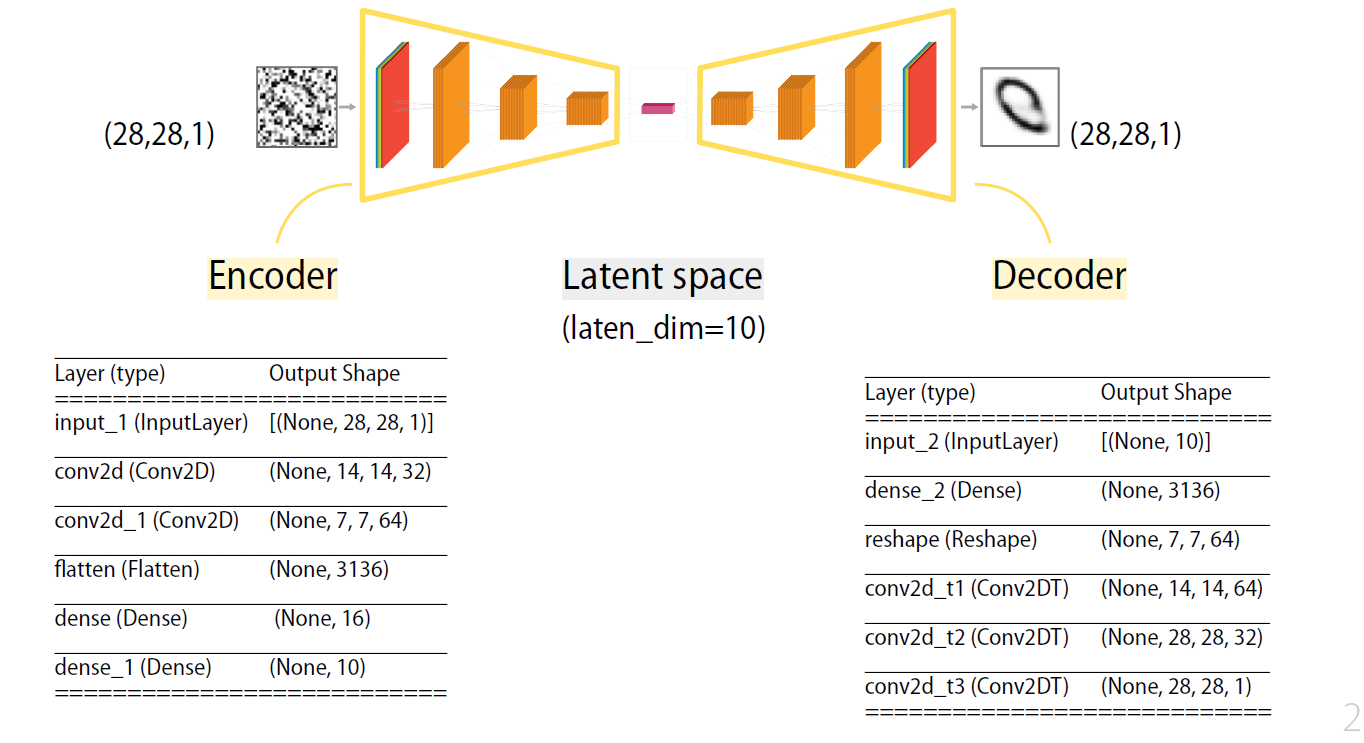 (28,28,1)
(28,28,1)
Encoder
Latent space
Decoder
(laten_dim=10)
Layer (type) Output Shape
===========================
input_1 (InputLayer) [(None, 28, 28, 1)]
conv2d (Conv2D) (None, 14, 14, 32)
conv2d_1 (Conv2D) (None, 7, 7, 64)
flatten (Flatten) (None, 3136)
dense (Dense) (None, 16)
dense_1 (Dense) (None, 10)
===========================
Layer (type) Output Shape
============================
input_2 (InputLayer) [(None, 10)]
dense_2 (Dense) (None, 3136)
reshape (Reshape) (None, 7, 7, 64)
conv2d_t1 (Conv2DT) (None, 14, 14, 64)
conv2d_t2 (Conv2DT) (None, 28, 28, 32)
conv2d_t3 (Conv2DT) (None, 28, 28, 1)
============================
2